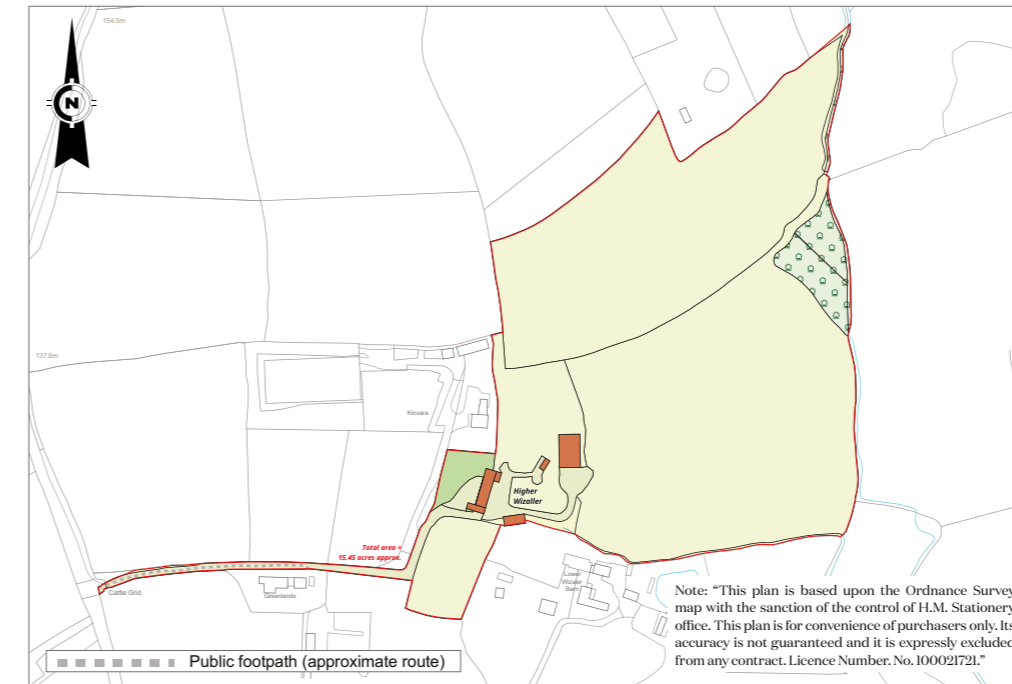 154.5m
N
137.6m
Kinvara
Higher
Wizaller
Total area =
15.45 acres approx.
Cattle Grid
Greenlands
Lower
Wizaler
Barn
Public footpath (approximate route)
Note: “This plan is based upon the Ordnance Survey
map with the sanction of the control of H.M. Stationery
office. This plan is for convenience of purchasers only. Its
accuracy is not guaranteed and it is expressly excluded
from any contract. Licence Number. No. 100021721.”